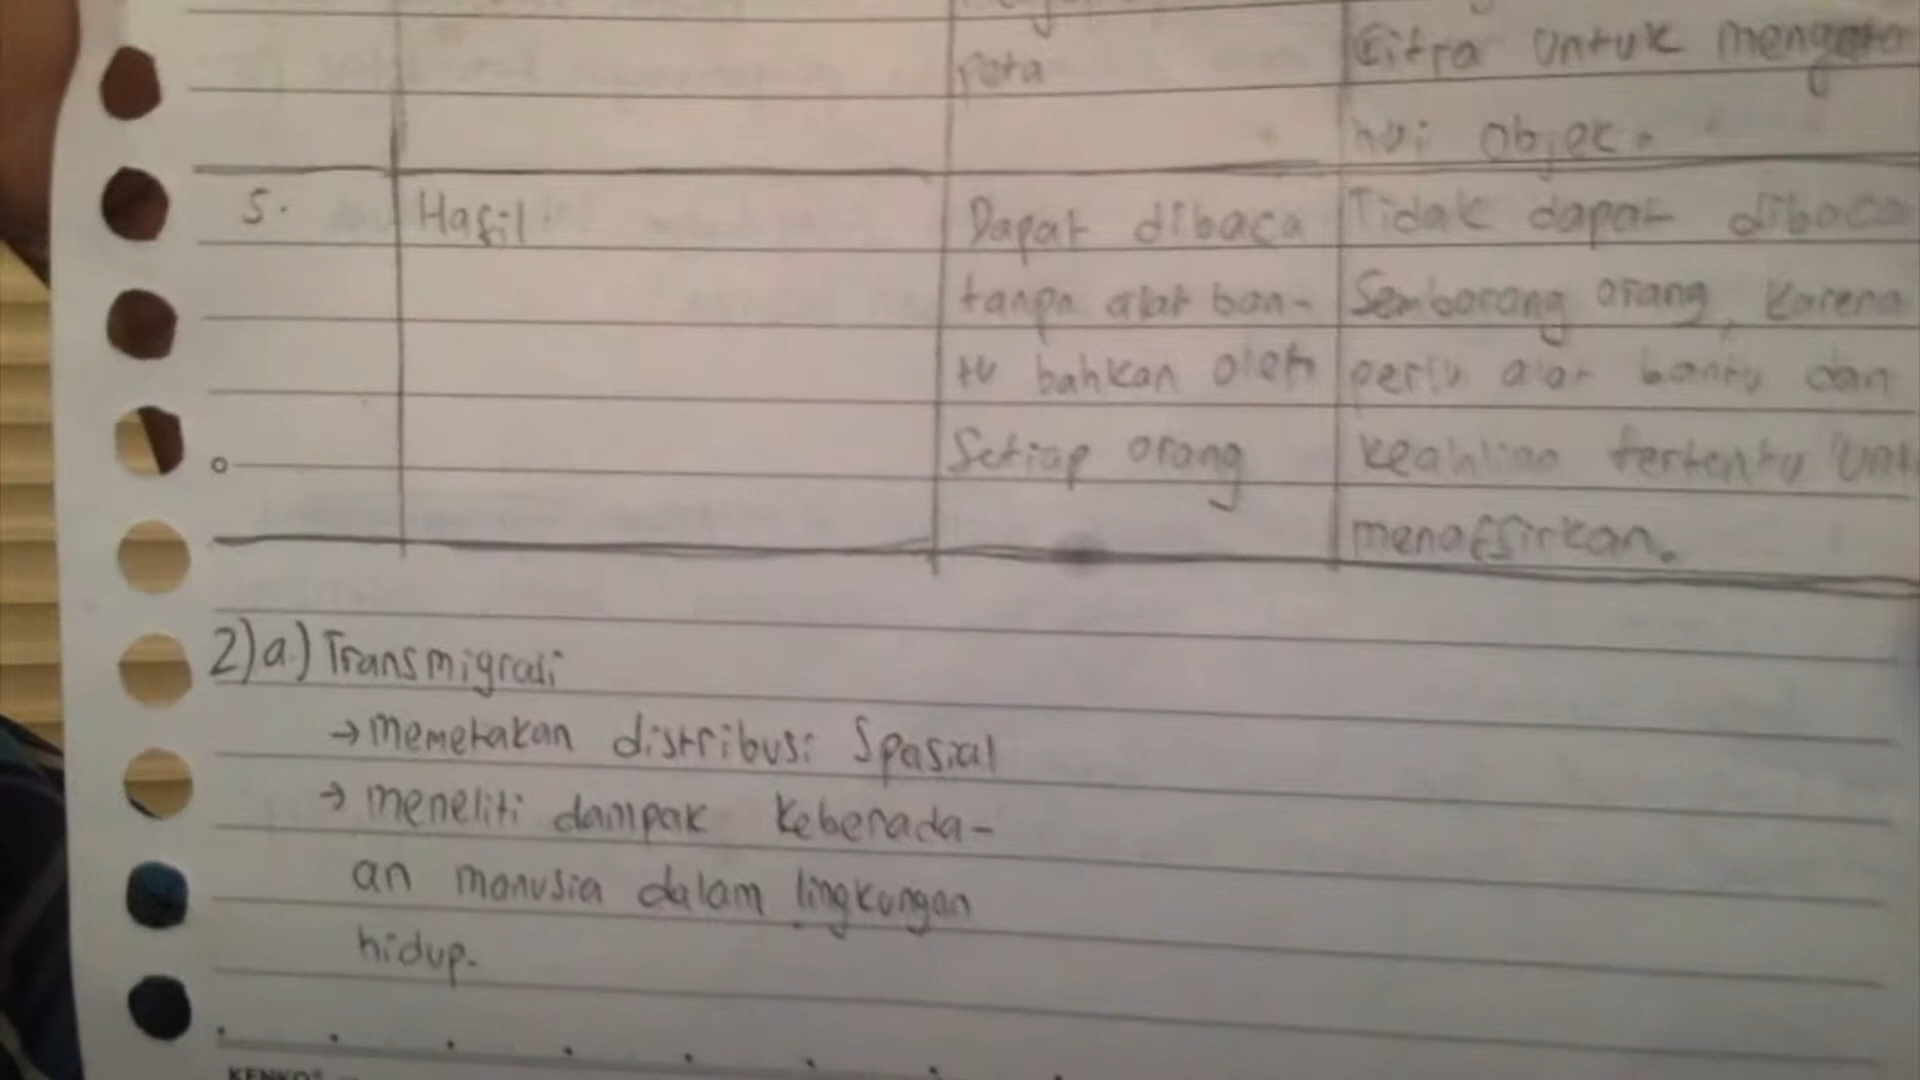 peta
Citra untuk mengeta
hui objek.
5. Hasil Dapat dibaca Tidak dapat dibaca
tanpa alat ban- Sembarang orang, karena
tu bahkan oleh perlu alat bantu dan
Setiap orang keahlian tertentu unt
menafsirkan.
2) a.) Transmigrasi
→ memetakan distribusi Spasial
→ meneliti dampak keberada-
an manusia dalam lingkungan
hidup.
KENKO